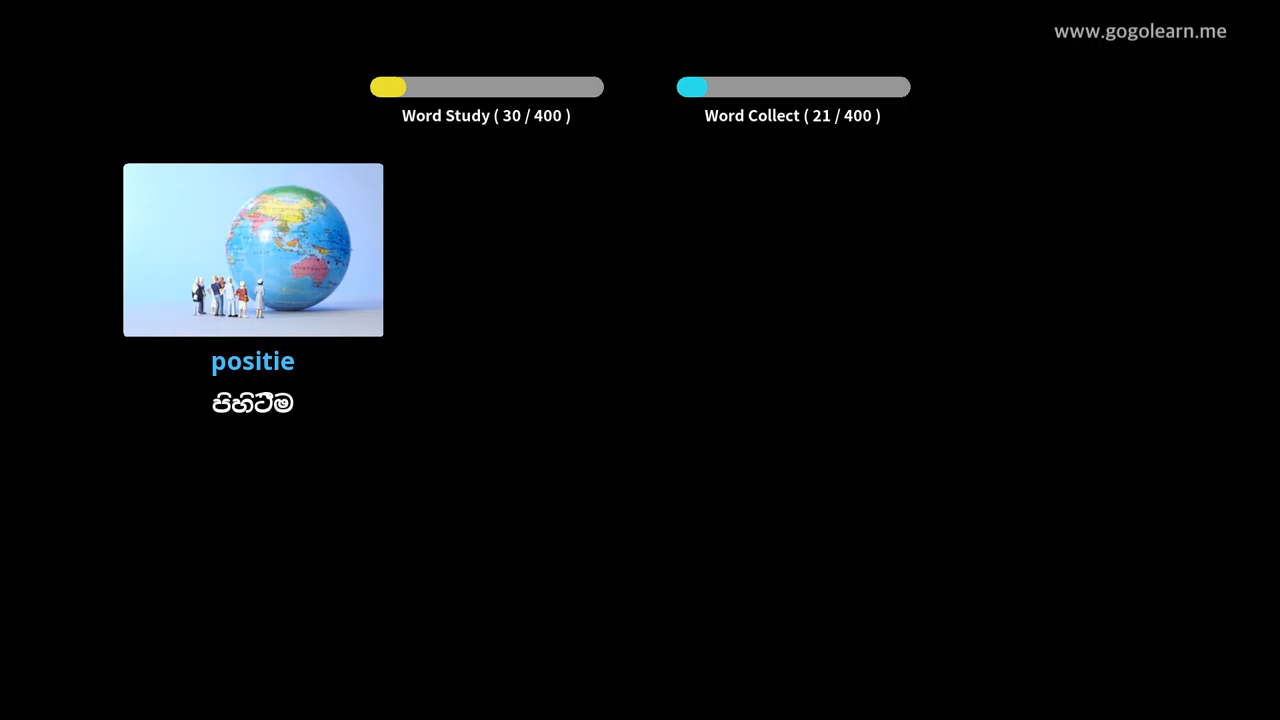 www.gogolearn.me
Word Study ( 30 / 400 )
Word Collect ( 21 / 400 )
positie
පිහිටීම